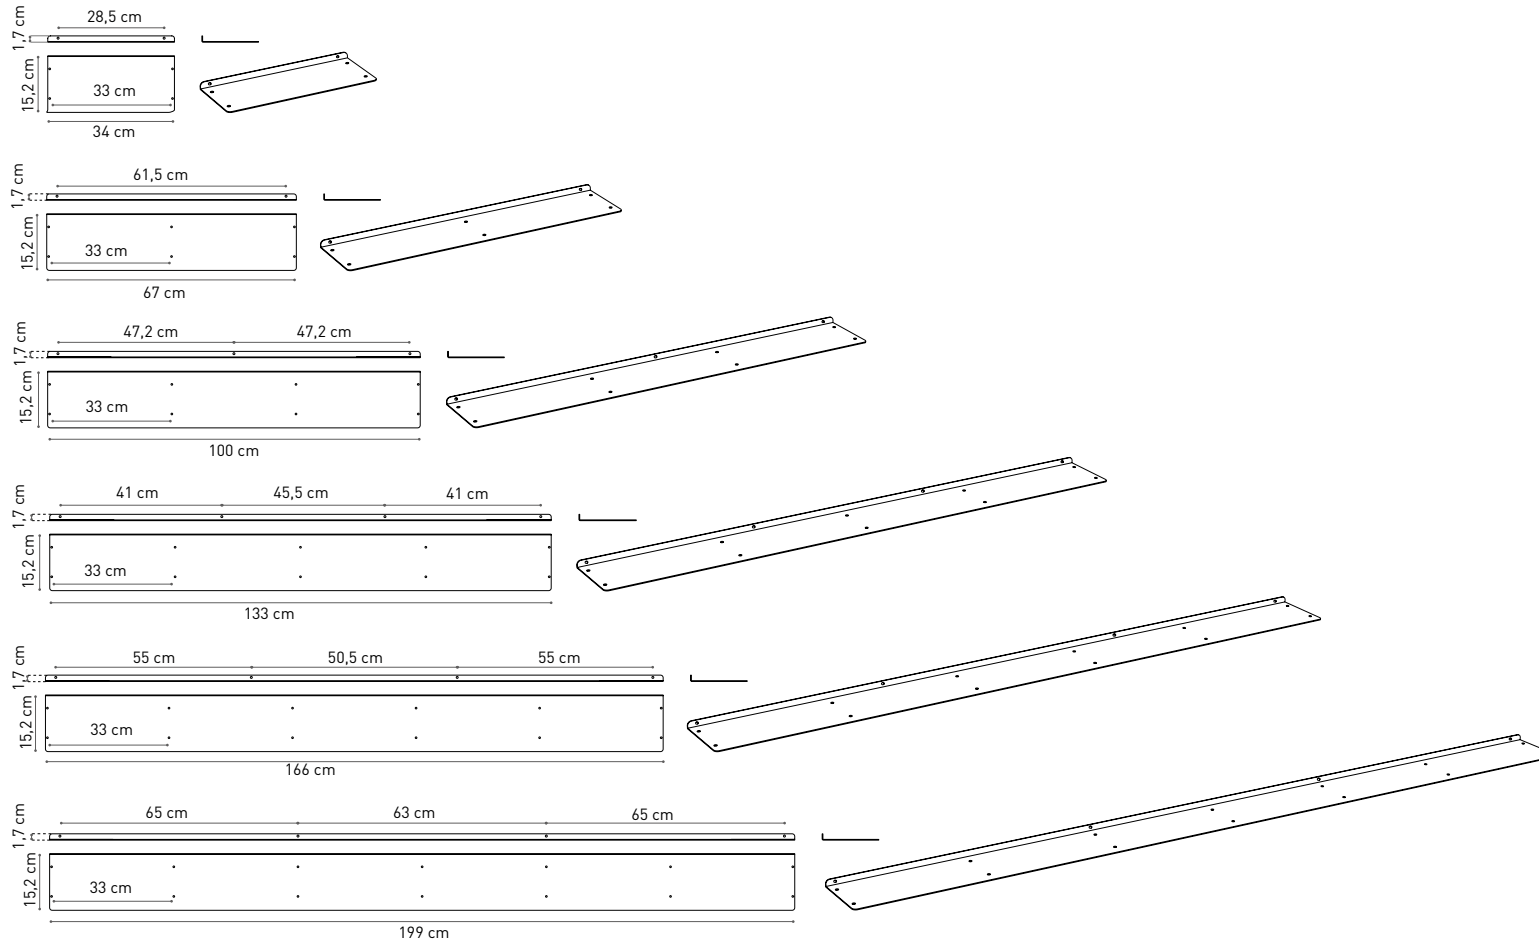 28,5 cm
1,7 cm
15,2 cm
33 cm
34 cm
61,5 cm
1,7 cm
15,2 cm
33 cm
67 cm
47,2 cm 47,2 cm
1,7 cm
15,2 cm
33 cm
100 cm
41 cm 45,5 cm 41 cm
1,7 cm
15,2 cm
33 cm
133 cm
55 cm 50,5 cm 55 cm
1,7 cm
15,2 cm
33 cm
166 cm
65 cm 63 cm 65 cm
1,7 cm
15,2 cm
33 cm
199 cm